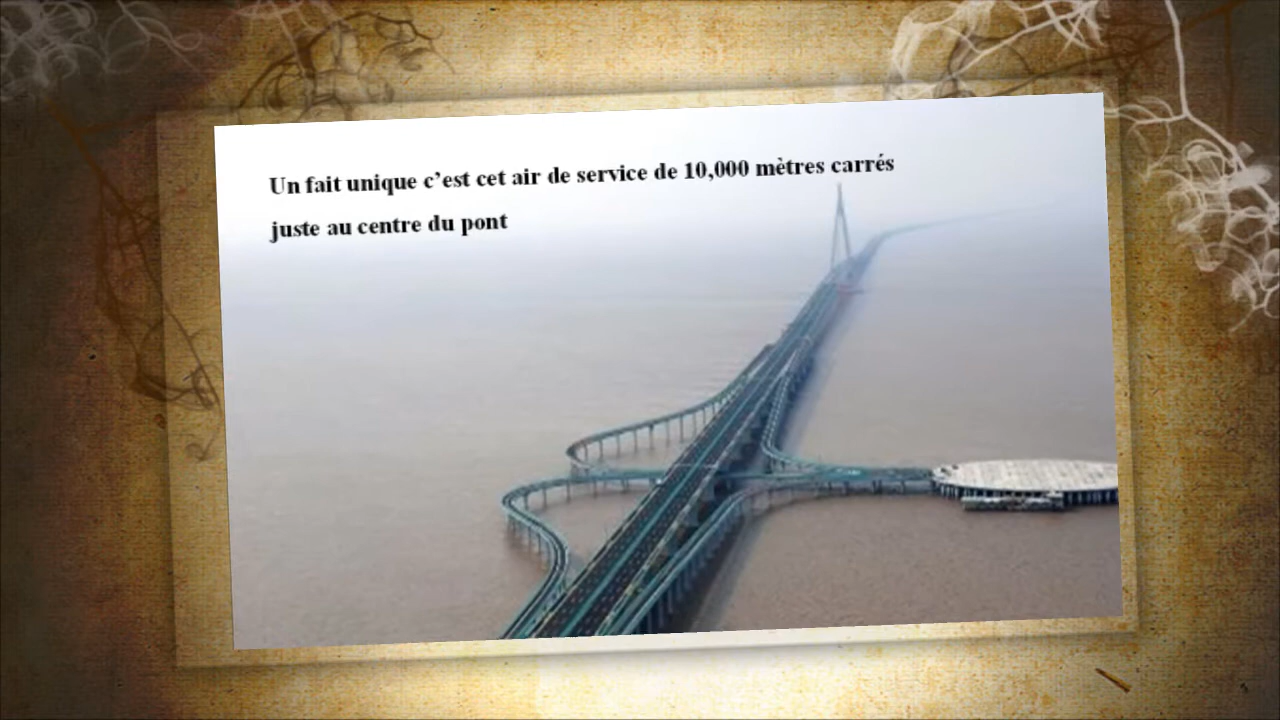 Un fait unique c’est cet air de service de 10,000 mètres carrés
juste au centre du pont